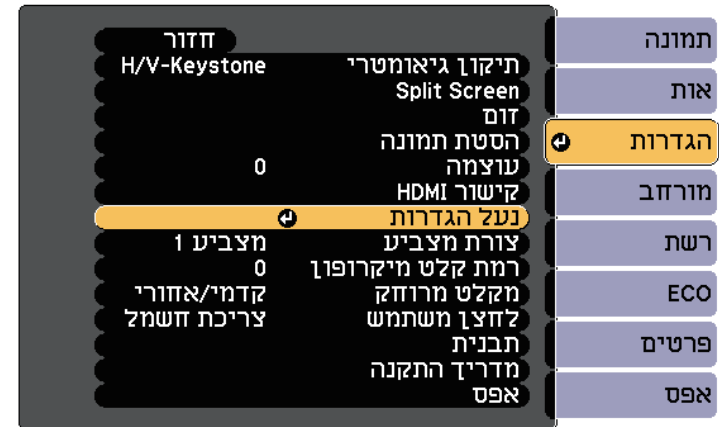 תמונה
אות
הגדרות
מורחב
רשת
ECO
פרטים
אפס
חזור
תיקון גיאומטרי H/V-Keystone
Split Screen
זום
הסטת תמונה
עוצמה 0
קישור HDMI
נעל הגדרות
צורת מצביע מצביע 1
רמת קלט מיקרופון 0
מקלט מרוחק קדמי/אחורי
לחצן משתמש צריכת חשמל
תבנית
מדריך התקנה
אפס